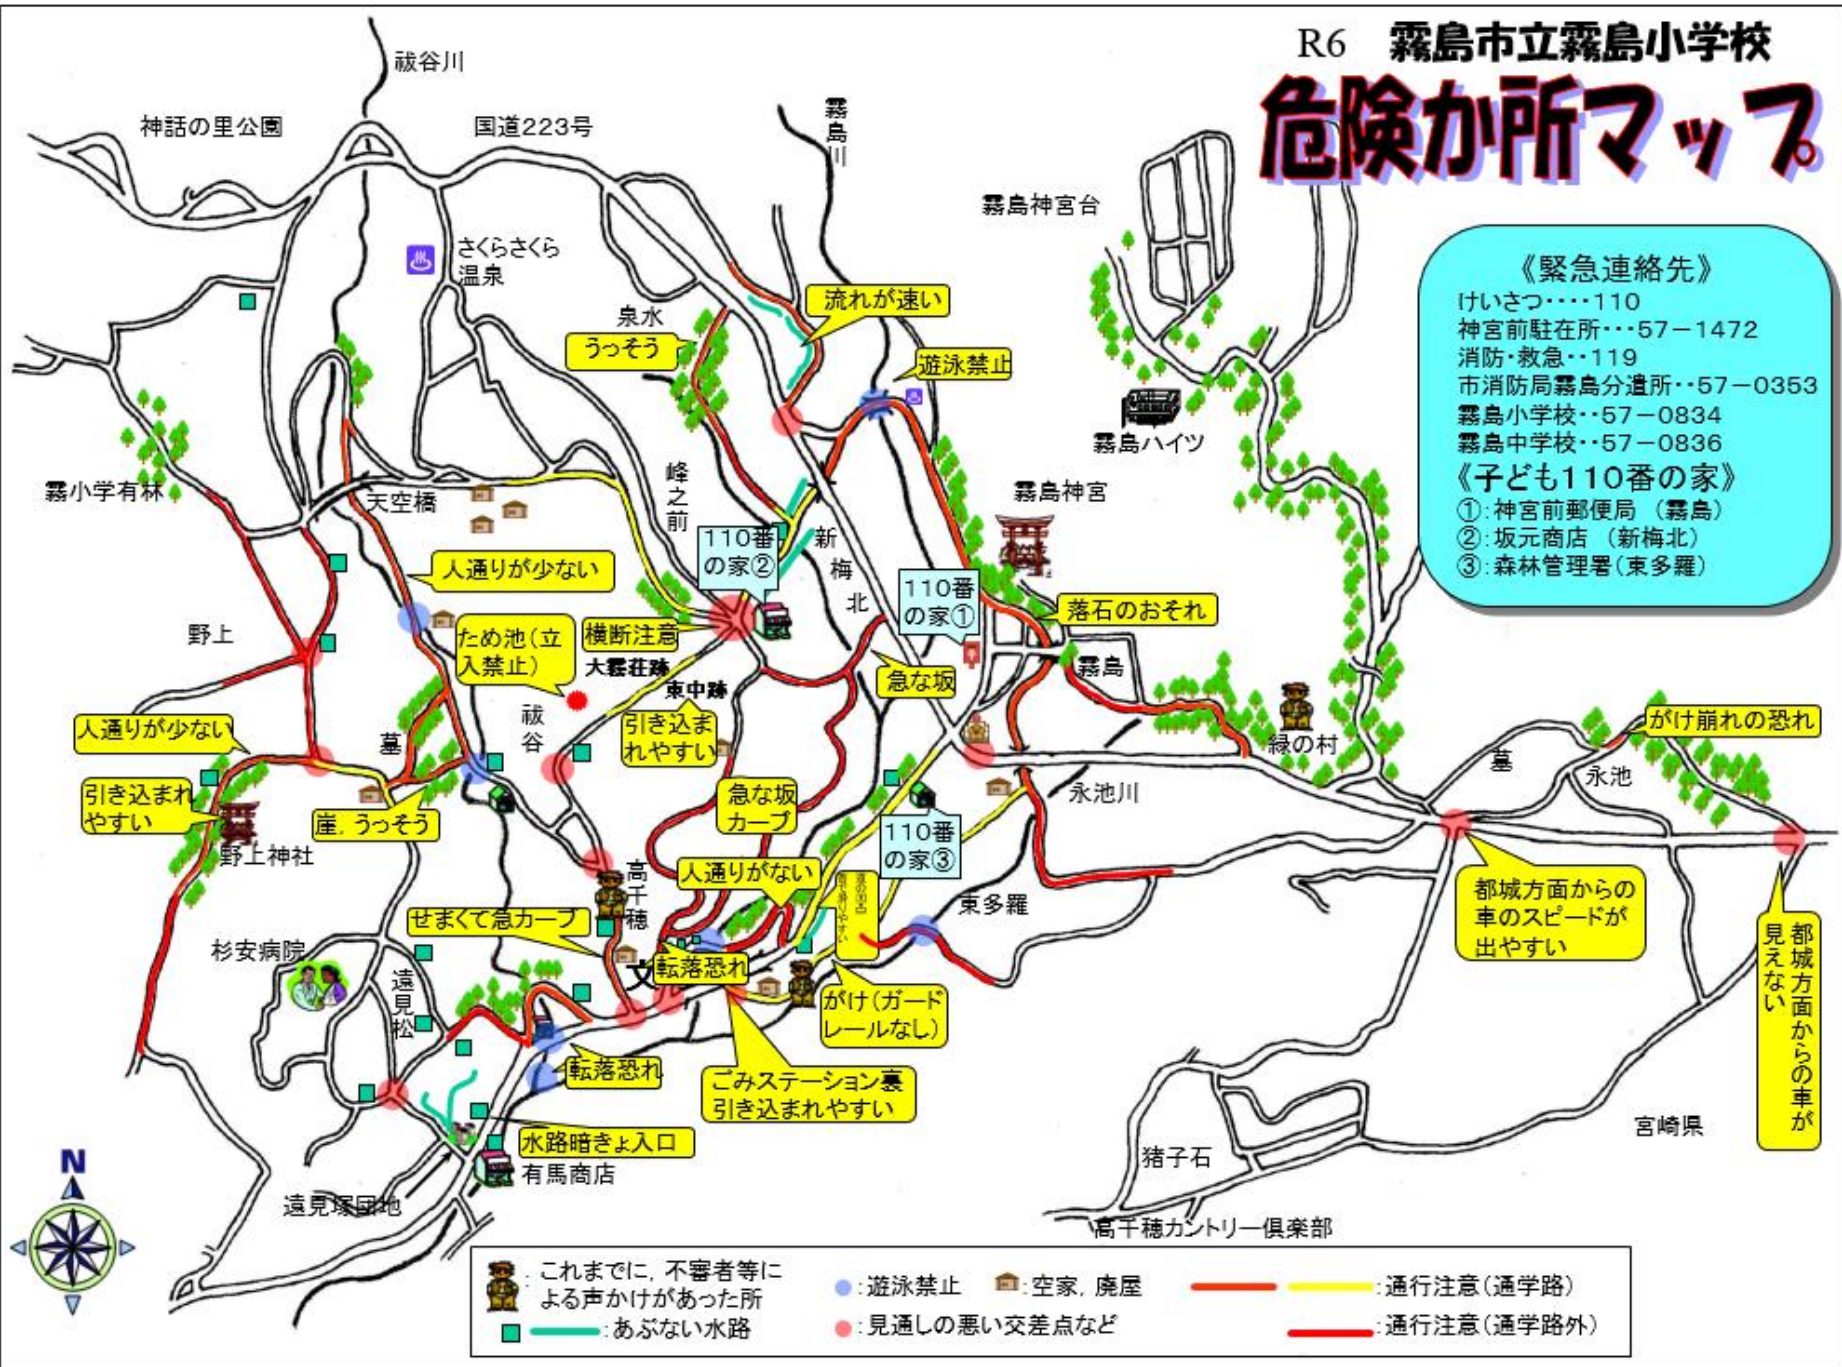 R6 霧島市立霧島小学校
危険か所マップ
祓谷川
神話の里公園
国道223号
霧島川
霧島神宮台
さくらさくら
温泉
泉水
うっそう
流れが速い
遊泳禁止
霧島ハイツ
《緊急連絡先》
けいさつ････110
神宮前駐在所･･･57－1472
消防・救急･･119
市消防局霧島分遣所･･57－0353
霧島小学校･･57－0834
霧島中学校･･57－0836
《子ども110番の家》
①:神宮前郵便局 （霧島）
②:坂元商店 （新梅北）
③:森林管理署(東多羅)
霧小学有林
天空橋
峰之前
霧島神宮
110番
の家②
新梅北
人通りが少ない
110番
の家①
落石のおそれ
野上
ため池(立
入禁止)
横断注意
大霧荘跡
東中跡
急な坂
霧島
祓谷
引き込ま
れやすい
人通りが少ない
墓
緑の村
がけ崩れの恐れ
墓
永池
引き込まれ
やすい
崖，うっそう
急な坂
カーブ
永池川
110番
の家③
野上神社
高千穂
人通りがない
東多羅
せまくて急カーブ
都城方面からの
車のスピードが
出やすい
都城方面からの車が
見えない
杉安病院
遠見松
文
転落恐れ
がけ(ガード
レールなし)
転落恐れ
ごみステーション裏
引き込まれやすい
水路暗きょ入口
有馬商店
宮崎県
猪子石
遠見塚団地
高千穂カントリー倶楽部
N
:これまでに，不審者等に
よる声かけがあった所
:遊泳禁止
:空家，廃屋
:通行注意(通学路)
:あぶない水路
:見通しの悪い交差点など
:通行注意(通学路外)